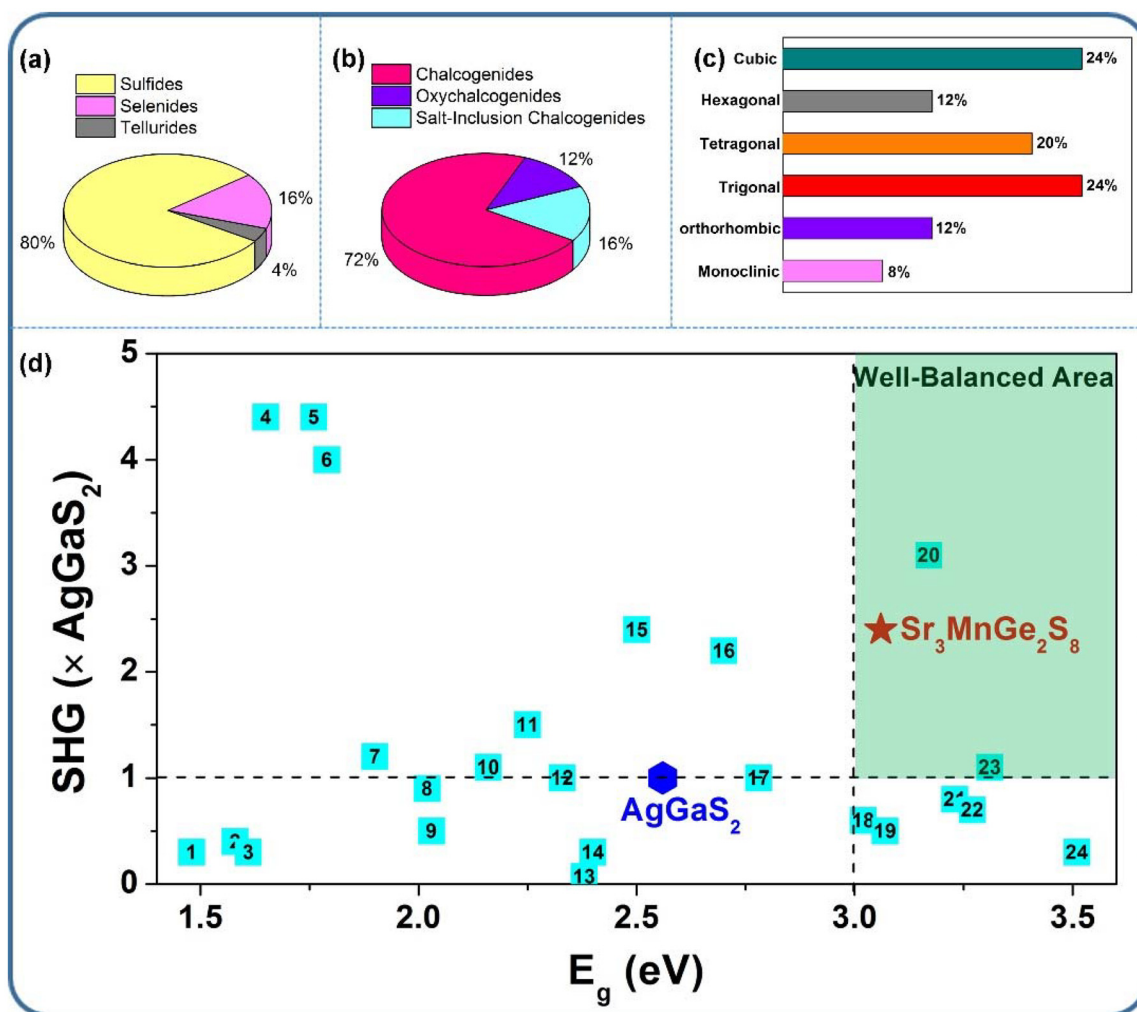 (a)
Sulfides
Selenides
Tellurides
16%
80%
4%
(b)
Chalcogenides
Oxychalcogenides
Salt-Inclusion Chalcogenides
12%
72%
16%
(c)
Cubic 24%
Hexagonal 12%
Tetragonal 20%
Trigonal 24%
orthorhombic 12%
Monoclinic 8%
(d)
Well-Balanced Area
SHG (× AgGaS₂)
5
4
3
2
1
0
4 5
6
20
Sr₃MnGe₂S₈
15
16
11
7
10
23
12
17
AgGaS₂
8
21
22
18
19
9
2
1
3
14
24
13
1.5 2.0 2.5 3.0 3.5
E₉ (eV)